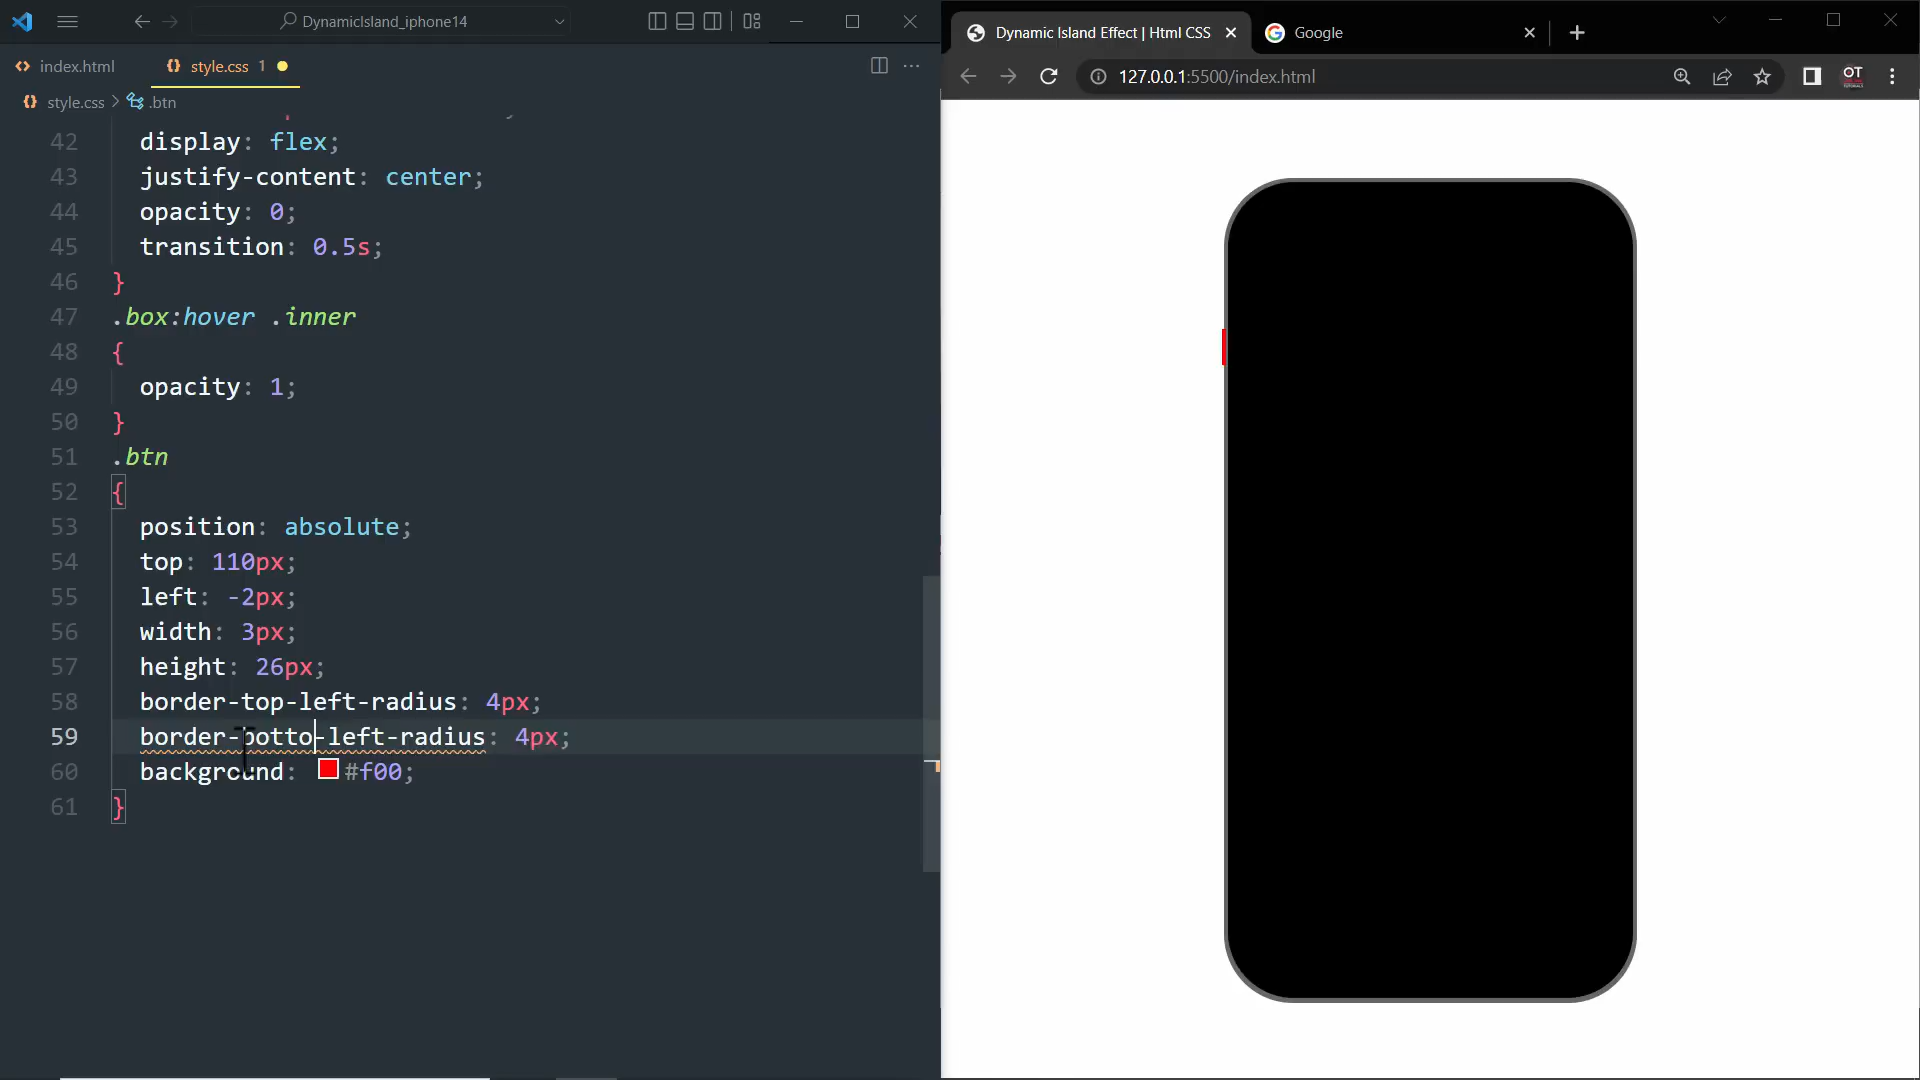 DynamicIsland_iphone14
index.html
style.css 1
style.css > .btn
42 display: flex;
43 justify-content: center;
44 opacity: 0;
45 transition: 0.5s;
46 }
47 .box:hover .inner
48 {
49 opacity: 1;
50 }
51 .btn
52 {
53 position: absolute;
54 top: 110px;
55 left: -2px;
56 width: 3px;
57 height: 26px;
58 border-top-left-radius: 4px;
59 border-botto-left-radius: 4px;
60 background: #f00;
61 }
Dynamic Island Effect | Html CSS
Google
127.0.0.1:5500/index.html
OT